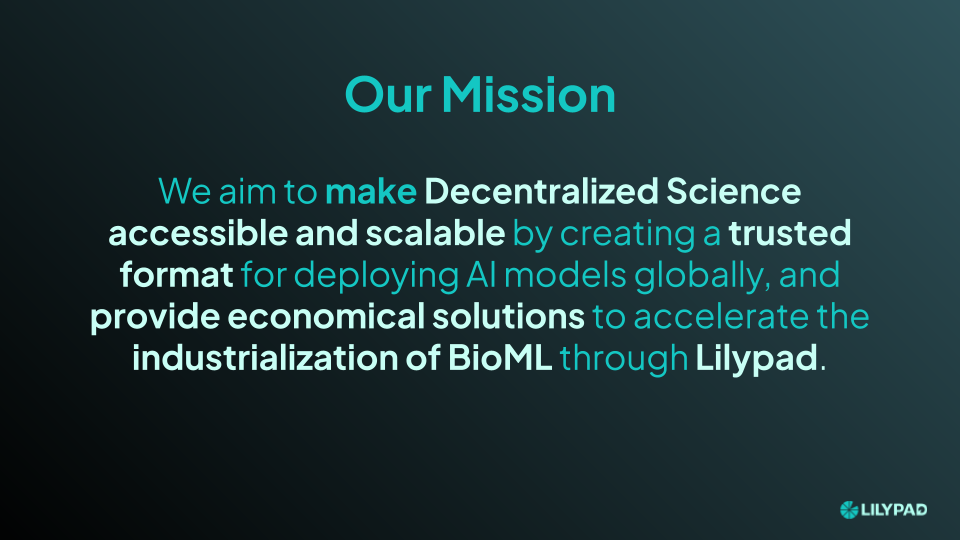 Our Mission
We aim to make Decentralized Science
accessible and scalable by creating a trusted
format for deploying AI models globally, and
provide economical solutions to accelerate the
industrialization of BioML through Lilypad.
LILYPAD